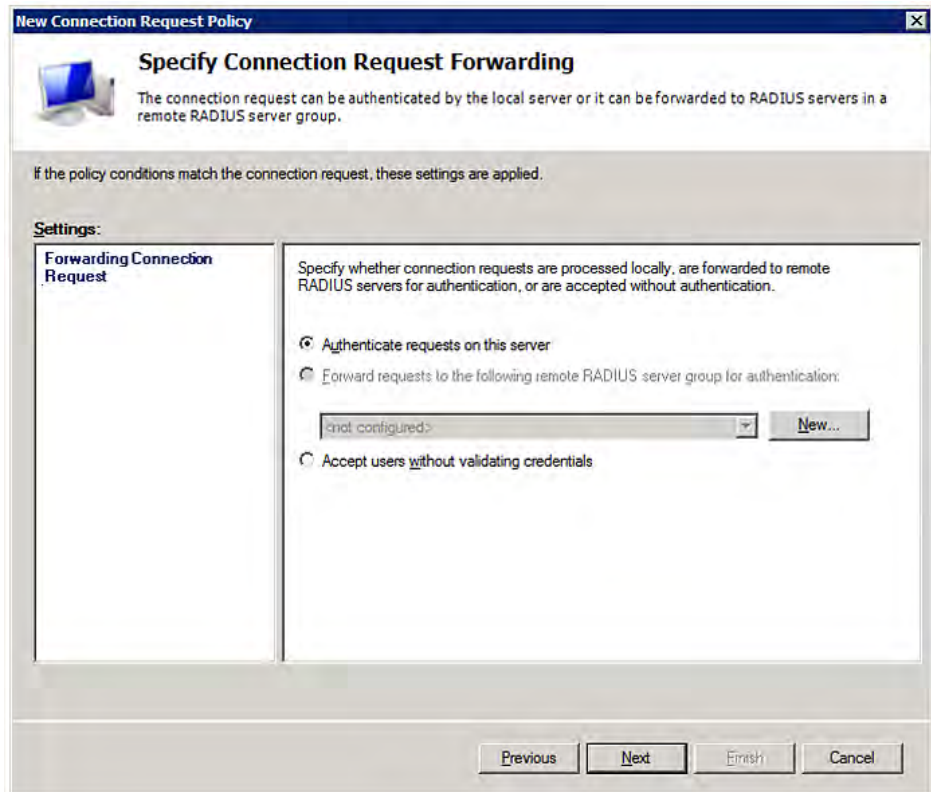 New Connection Request Policy
Specify Connection Request Forwarding
The connection request can be authenticated by the local server or it can be forwarded to RADIUS servers in a
remote RADIUS server group.
If the policy conditions match the connection request, these settings are applied.
Settings:
Forwarding Connection
Request
Specify whether connection requests are processed locally, are forwarded to remote
RADIUS servers for authentication, or are accepted without authentication.
Authenticate requests on this server
Forward requests to the following remote RADIUS server group for authentication:
<not configured>
New...
Accept users without validating credentials
Previous
Next
Finish
Cancel